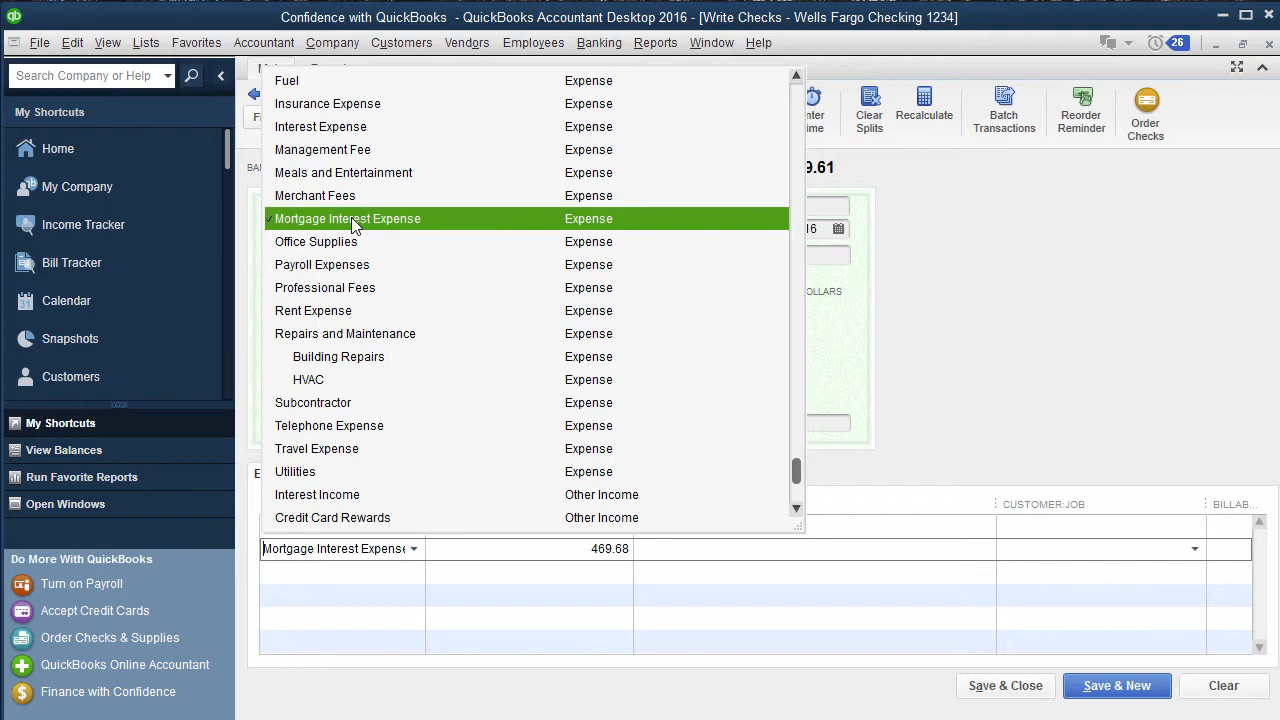 Confidence with QuickBooks - QuickBooks Accountant Desktop 2016 - [Write Checks - Wells Fargo Checking 1234]
File Edit View Lists Favorites Accountant Company Customers Vendors Employees Banking Reports Window Help
26
Search Company or Help
My Shortcuts
Home
My Company
Income Tracker
Bill Tracker
Calendar
Snapshots
Customers
My Shortcuts
View Balances
Run Favorite Reports
Open Windows
Do More With QuickBooks
Turn on Payroll
Accept Credit Cards
Order Checks & Supplies
QuickBooks Online Accountant
Finance with Confidence
Fuel Expense
Insurance Expense Expense
Interest Expense Expense
Management Fee Expense
Meals and Entertainment Expense
Merchant Fees Expense
Mortgage Interest Expense Expense
Office Supplies Expense
Payroll Expenses Expense
Professional Fees Expense
Rent Expense Expense
Repairs and Maintenance Expense
Building Repairs Expense
HVAC Expense
Subcontractor Expense
Telephone Expense Expense
Travel Expense Expense
Utilities Expense
Interest Income Other Income
Credit Card Rewards Other Income
Clear Splits
Recalculate
Batch Transactions
Reorder Reminder
Order Checks
9.61
16
OLLARS
CUSTOMER:JOB BILLAB...
Mortgage Interest Expense 469.68
Save & Close Save & New Clear